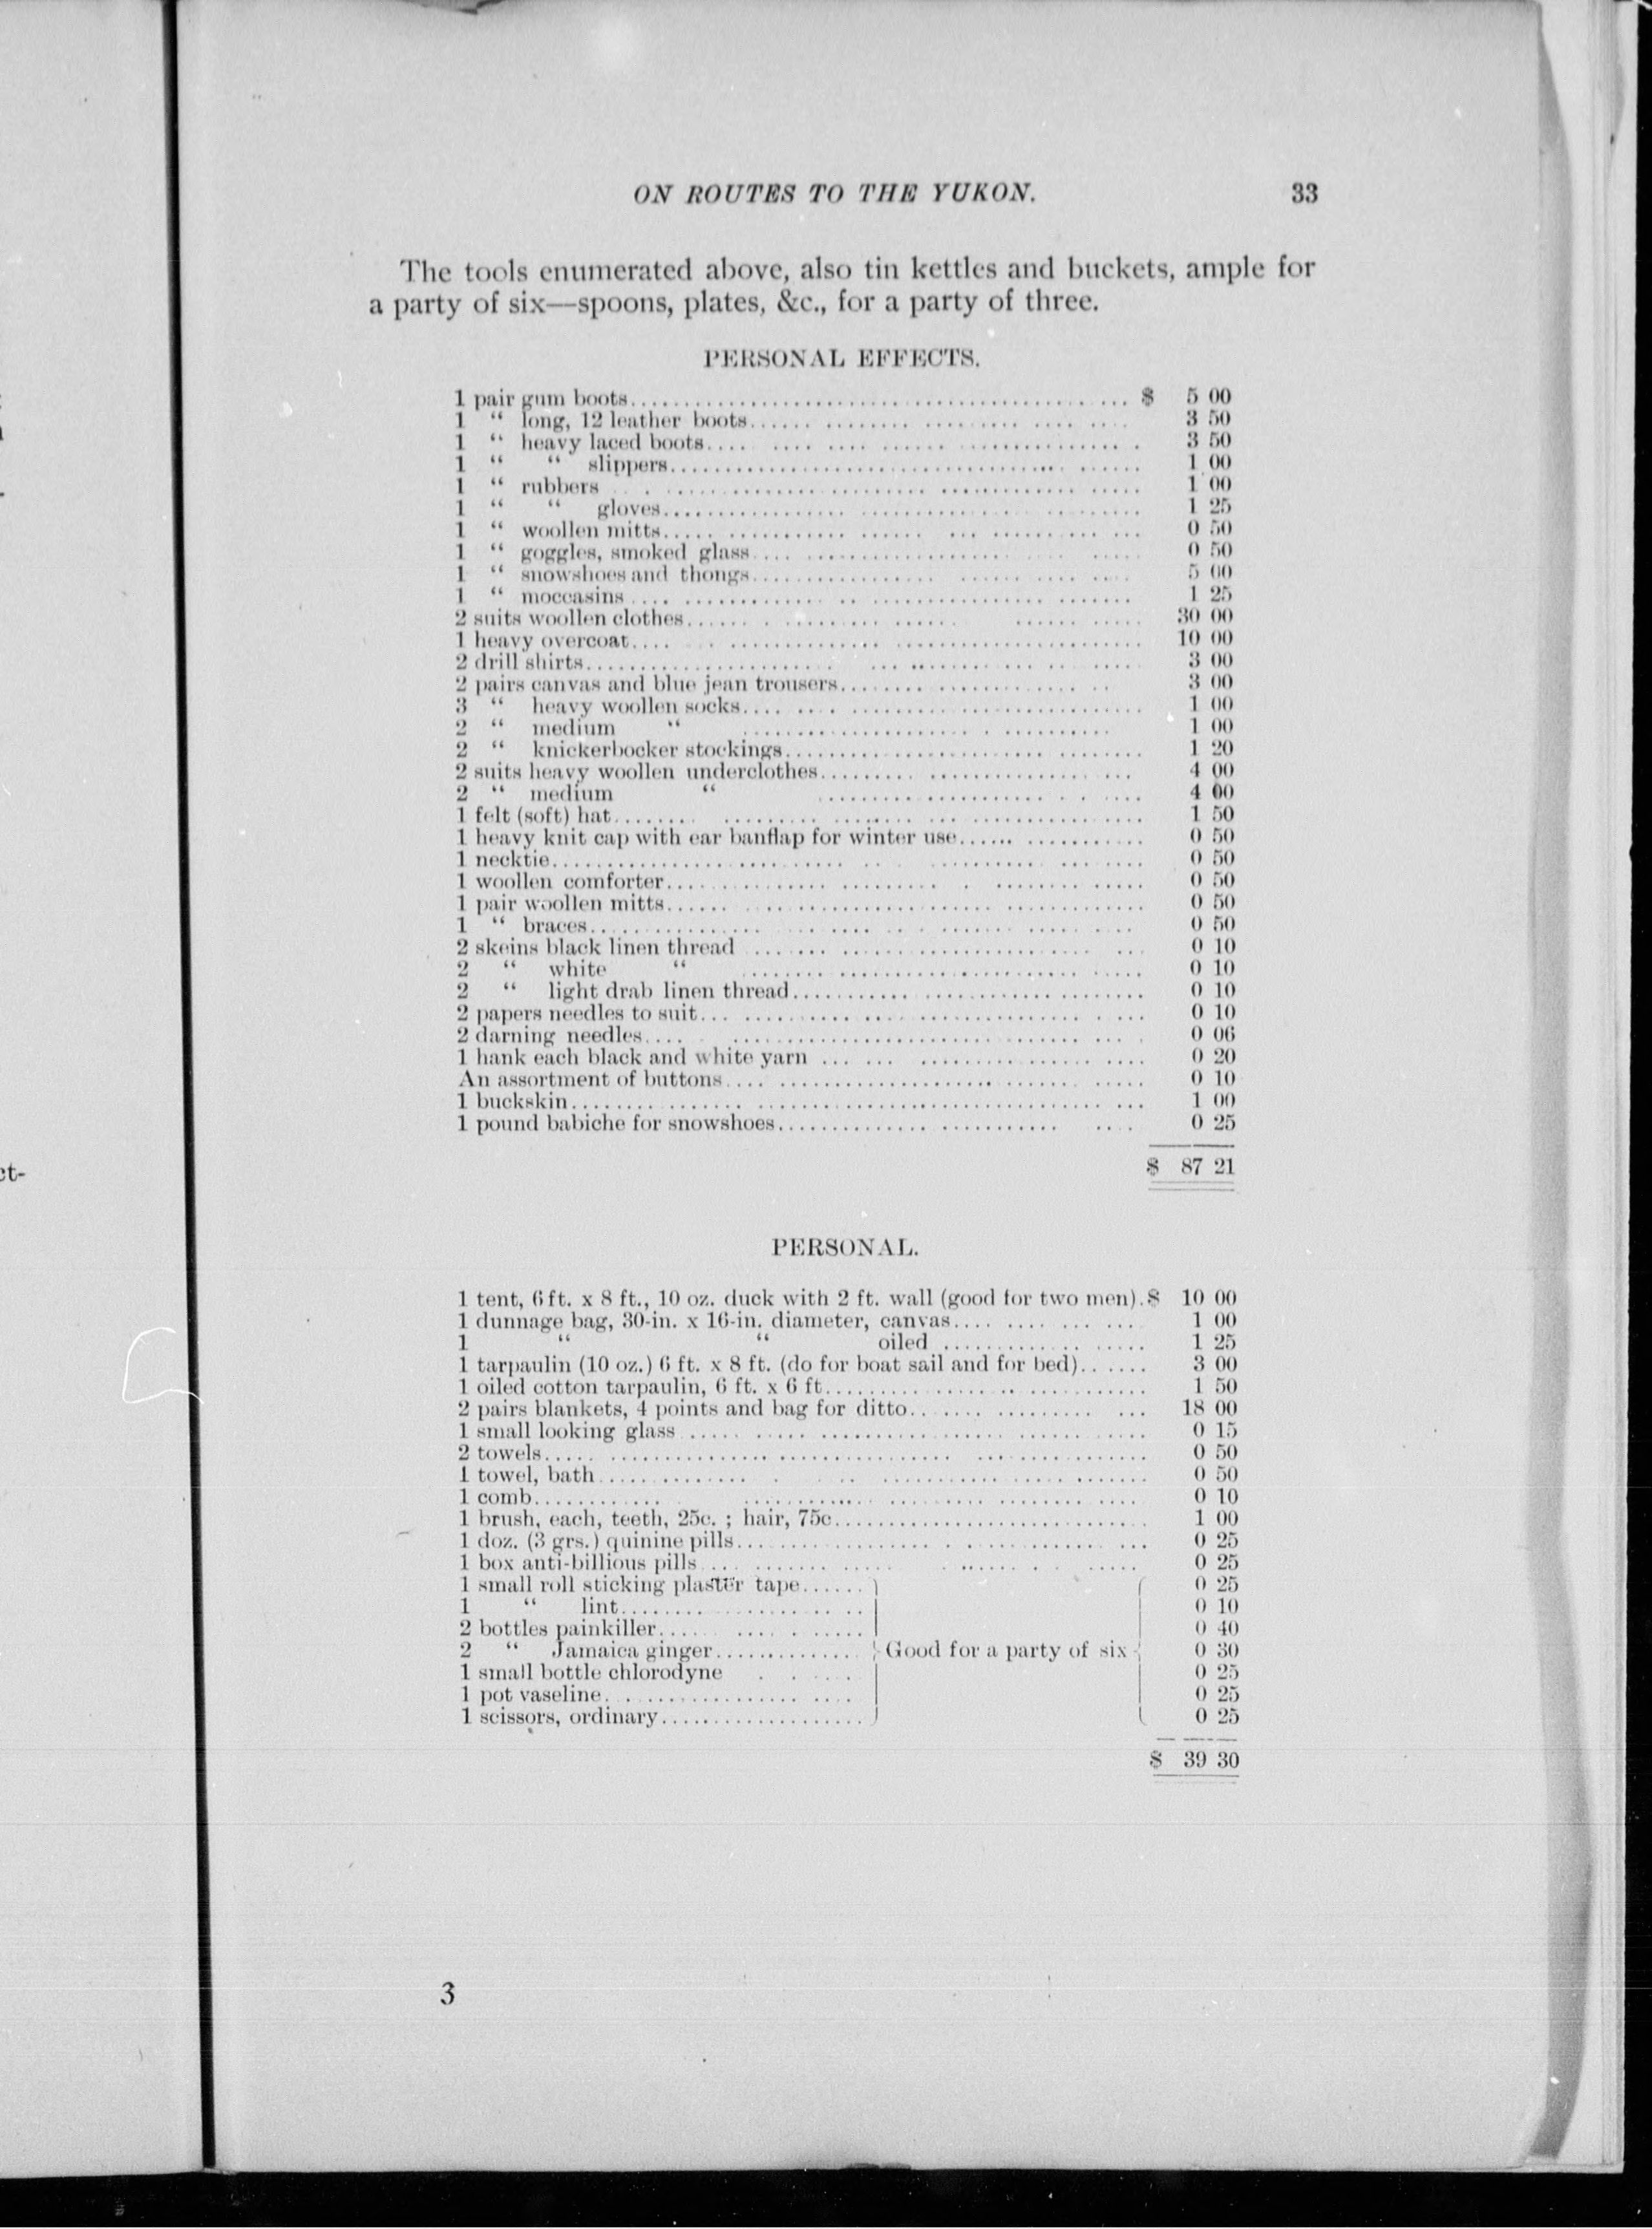 ON ROUTES TO THE YUKON. 33
The tools enumerated above, also tin kettles and buckets, ample for
a party of six—spoons, plates, &c., for a party of three.
PERSONAL EFFECTS.
1 pair gum boots........ $ 5 00
1 “ long, 12 leather boots........ 3 50
1 “ heavy laced boots........ 3 50
1 “ “ slippers........ 1 00
1 “ rubbers........ 1 00
1 “ “ gloves........ 1 25
1 “ woollen mitts........ 0 50
1 “ goggles, smoked glass........ 0 50
1 “ snowshoes and thongs........ 5 00
1 “ moccasins........ 1 25
2 suits woollen clothes........ 30 00
1 heavy overcoat........ 10 00
2 drill shirts........ 3 00
2 pairs canvas and blue jean trousers........ 3 00
3 “ heavy woollen socks........ 1 00
2 “ medium “ ........ 1 00
2 “ knickerbocker stockings........ 1 20
2 suits heavy woollen underclothes........ 4 00
2 “ medium “ ........ 4 00
1 felt (soft) hat........ 1 50
1 heavy knit cap with ear banflap for winter use........ 0 50
1 necktie........ 0 50
1 woollen comforter........ 0 50
1 pair woollen mitts........ 0 50
1 “ braces........ 0 50
2 skeins black linen thread........ 0 10
2 “ white “ ........ 0 10
2 “ light drab linen thread........ 0 10
2 papers needles to suit........ 0 10
2 darning needles........ 0 06
1 hank each black and white yarn........ 0 20
An assortment of buttons........ 0 10
1 buckskin........ 1 00
1 pound babiche for snowshoes........ 0 25
$ 87 21
PERSONAL.
1 tent, 6 ft. x 8 ft., 10 oz. duck with 2 ft. wall (good for two men). $ 10 00
1 dunnage bag, 30-in. x 16-in. diameter, canvas........ 1 00
1 “ “ oiled ........ 1 25
1 tarpaulin (10 oz.) 6 ft. x 8 ft. (do for boat sail and for bed)........ 3 00
1 oiled cotton tarpaulin, 6 ft. x 6 ft........ 1 50
2 pairs blankets, 4 points and bag for ditto........ 18 00
1 small looking glass........ 0 15
2 towels........ 0 50
1 towel, bath........ 0 50
1 comb........ 0 10
1 brush, each, teeth, 25c. ; hair, 75c........ 1 00
1 doz. (3 grs.) quinine pills........ 0 25
1 box anti-billious pills........ 0 25
1 small roll sticking plaster tape........ 0 25
1 “ lint........ 0 10
2 bottles painkiller........ 0 40
2 “ Jamaica ginger........ Good for a party of six 0 30
1 small bottle chlorodyne ........ 0 25
1 pot vaseline........ 0 25
1 scissors, ordinary........ 0 25
$ 39 30
3
ct-